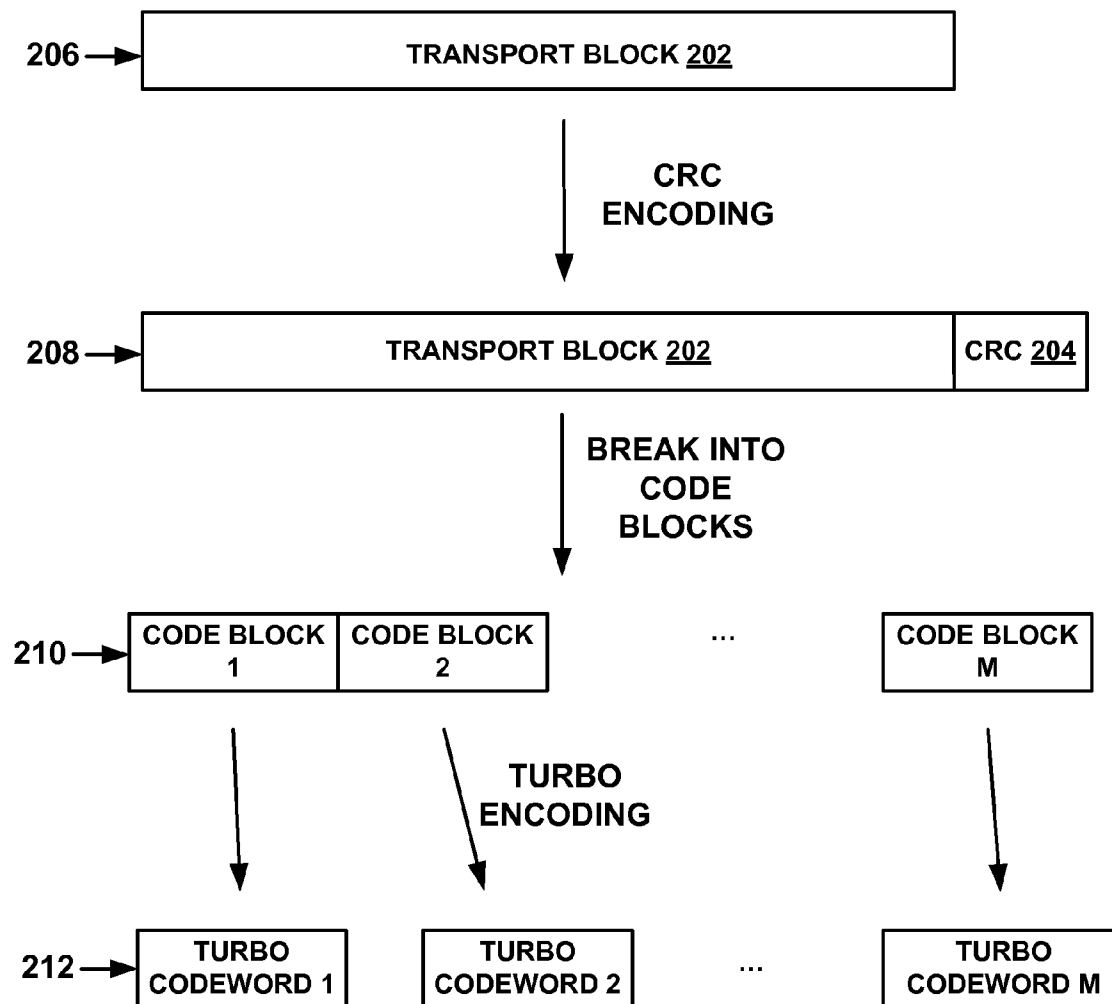 206
TRANSPORT BLOCK 202
CRC
ENCODING
208
TRANSPORT BLOCK 202
CRC 204
BREAK INTO
CODE
BLOCKS
210
CODE BLOCK
1
CODE BLOCK
2
...
CODE BLOCK
M
TURBO
ENCODING
212
TURBO
CODEWORD 1
TURBO
CODEWORD 2
...
TURBO
CODEWORD M